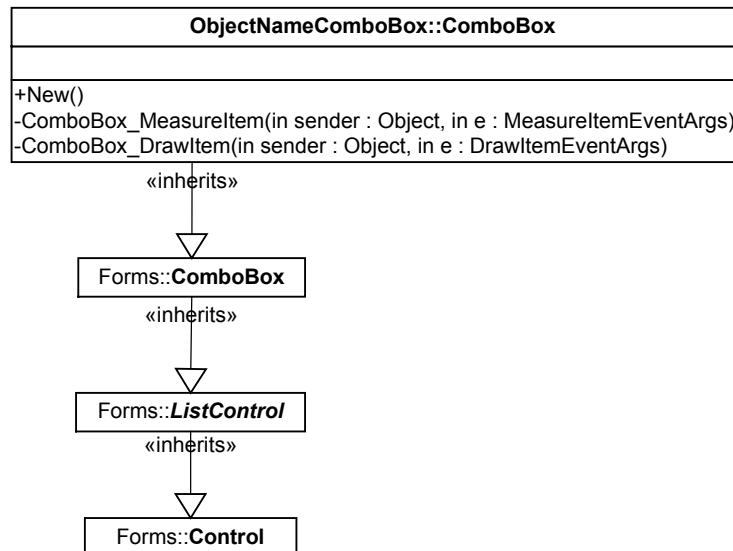 ObjectNameComboBox::ComboBox
+New()
-ComboBox_MeasureItem(in sender : Object, in e : MeasureItemEventArgs)
-ComboBox_DrawItem(in sender : Object, in e : DrawItemEventArgs)
«inherits»
Forms::ComboBox
«inherits»
Forms::ListControl
«inherits»
Forms::Control